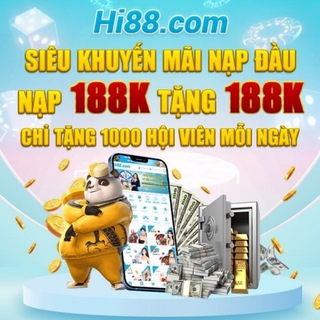 Hi88.com
SIÊU KHUYẾN MÃI NẠP ĐẦU
NẠP 188K TẶNG 188K
CHỈ TẶNG 1000 HỘI VIÊN MỖI NGÀY